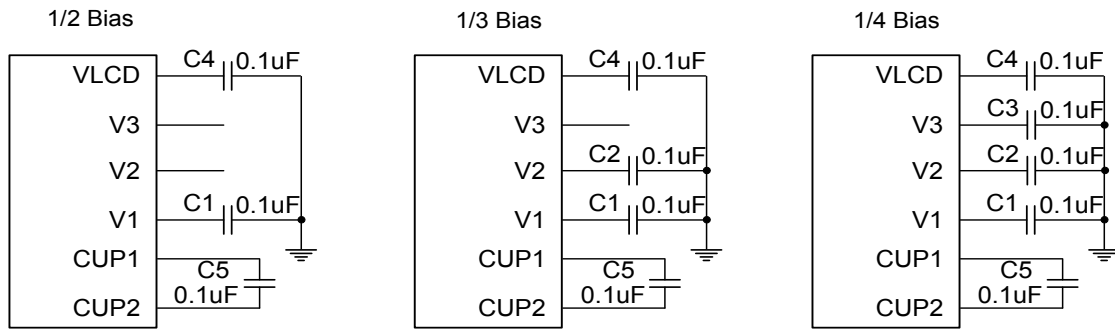 1/2 Bias
VLCD
C4
0.1uF
V3
V2
V1
C1
0.1uF
CUP1
C5
CUP2
0.1uF
1/3 Bias
VLCD
C4
0.1uF
V3
V2
C2
0.1uF
V1
C1
0.1uF
CUP1
C5
CUP2
0.1uF
1/4 Bias
VLCD
C4
0.1uF
V3
C3
0.1uF
V2
C2
0.1uF
V1
C1
0.1uF
CUP1
C5
CUP2
0.1uF